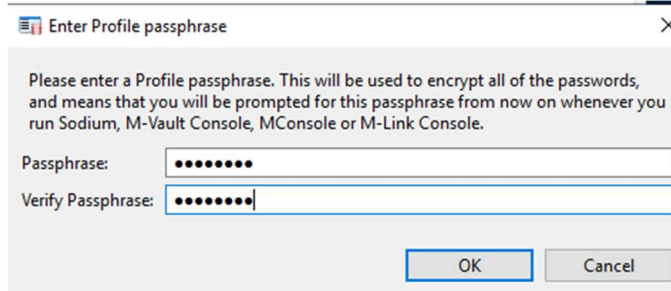 Enter Profile passphrase
Please enter a Profile passphrase. This will be used to encrypt all of the passwords,
and means that you will be prompted for this passphrase from now on whenever you
run Sodium, M-Vault Console, MConsole or M-Link Console.
Passphrase: ●●●●●●●●
Verify Passphrase: ●●●●●●●●
OK Cancel